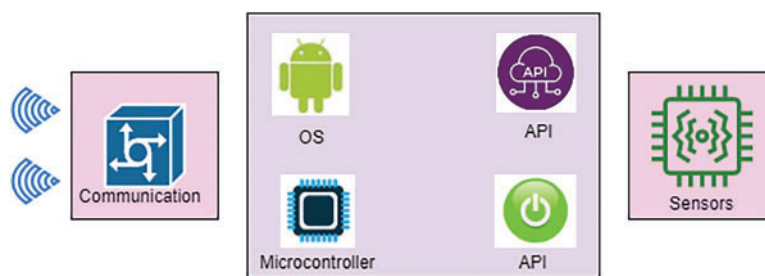 OS
API
API
Communication
Sensors
Microcontroller
API